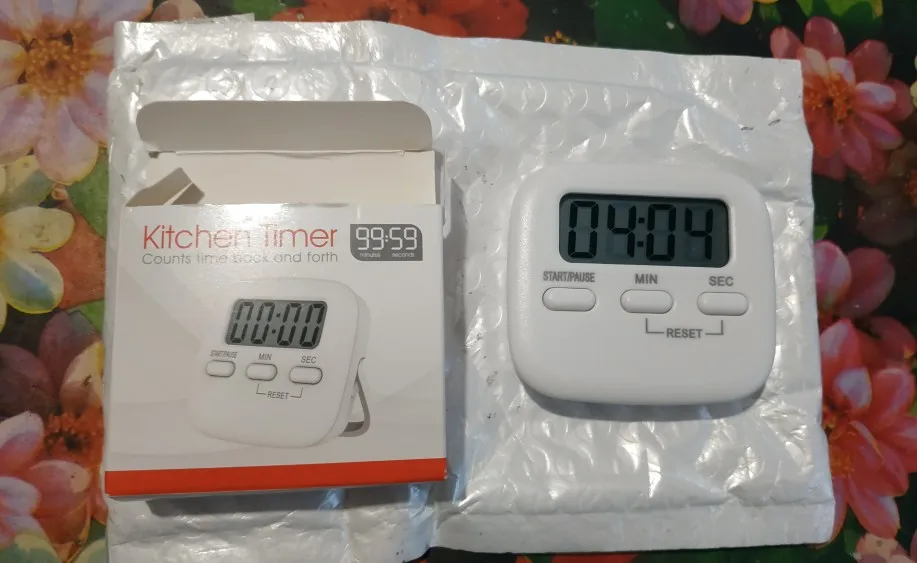 Kitchen Timer
Counts time back and forth
99:59
minutes seconds
00:00
START/PAUSE MIN SEC
RESET
04:04
START/PAUSE MIN SEC
RESET